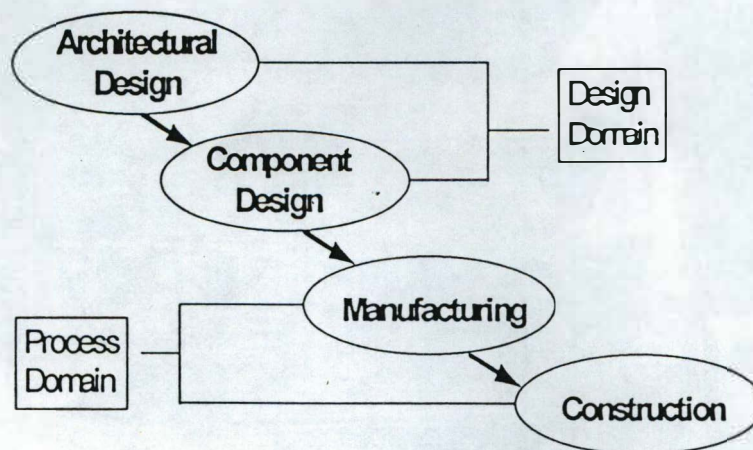 Architectural
Design
Design
Domain
Component
Design
Manufacturing
Process
Domain
Construction